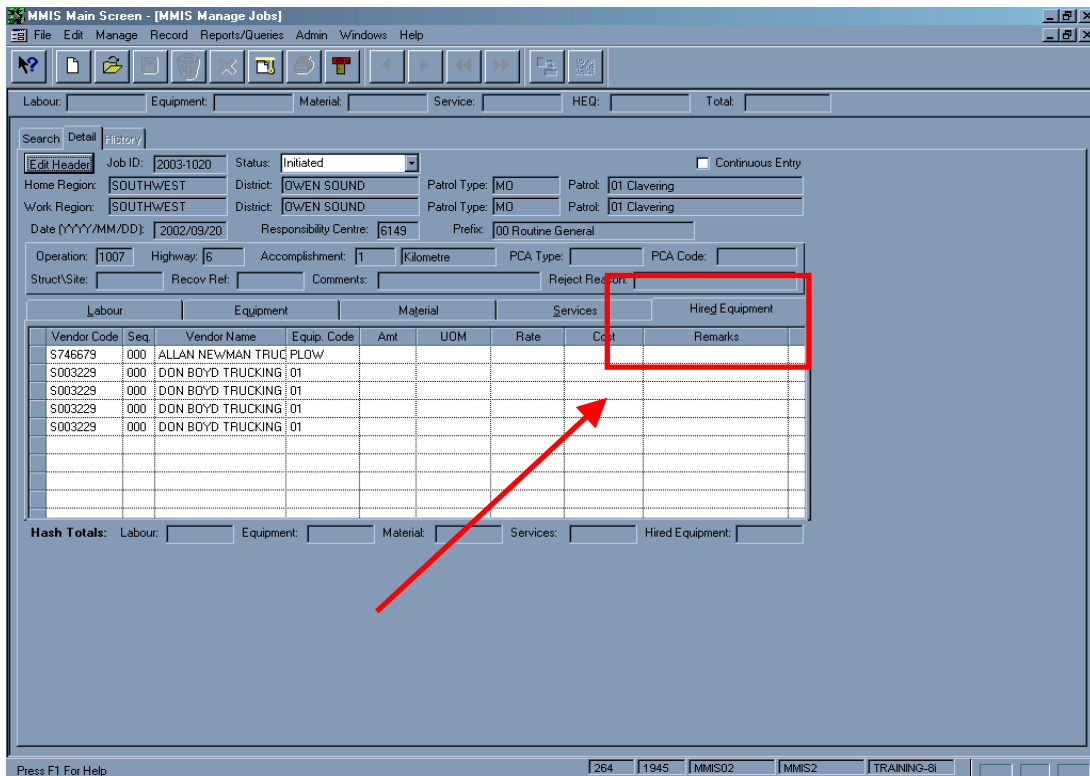 MMIS Main Screen - [MMIS Manage Jobs]
File Edit Manage Record Reports/Queries Admin Windows Help
EXIT
Labour: Equipment: Material: Service: HEQ: Total:
Search Detail History
Edit Header Job ID: 2003-1020 Status: Initiated Continuous Entry
Home Region: SOUTHWEST District: OWEN SOUND Patrol Type: MO Patrol: 01 Clavering
Work Region: SOUTHWEST District: OWEN SOUND Patrol Type: MO Patrol: 01 Clavering
Date (YYYY/MM/DD): 2002/09/20 Responsibility Centre: 6149 Prefix: 00 Routine General
Operation: 1007 Highway: 6 Accomplishment: 1 Kilometre PCA Type: PCA Code:
Struct\Site: Recov Ref: Comments: Reject Reason:
Labour Equipment Material Services Hired Equipment
Vendor Code Seq. Vendor Name Equip. Code Amt UOM Rate Cost Remarks
S746679 000 ALLAN NEWMAN TRUC PLOW
S003229 000 DON BOYD TRUCKING 01
S003229 000 DON BOYD TRUCKING 01
S003229 000 DON BOYD TRUCKING 01
S003229 000 DON BOYD TRUCKING 01
Hash Totals: Labour: Equipment: Material: Services: Hired Equipment:
Press F1 For Help 264 1945 MMIS02 MMIS2 TRAINING-8i